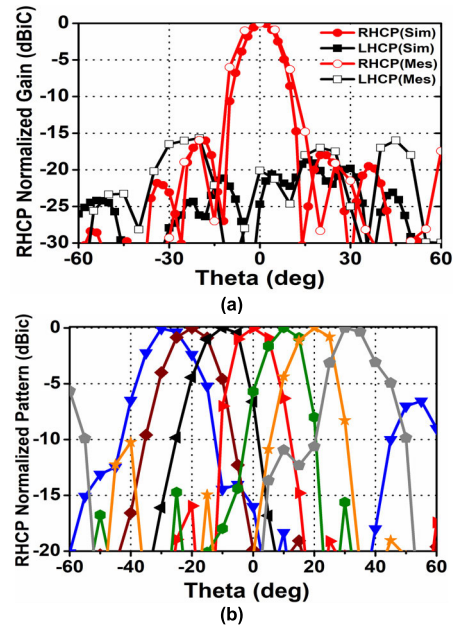 RHCP Normalized Gain (dBiC)
0
-5
-10
-15
-20
-25
-30
RHCP(Sim)
LHCP(Sim)
RHCP(Mes)
LHCP(Mes)
-60 -30 0 30 60
Theta (deg)
(a)
RHCP Normalized Pattern (dBic)
0
-5
-10
-15
-20
-60 -40 -20 0 20 40 60
Theta (deg)
(b)